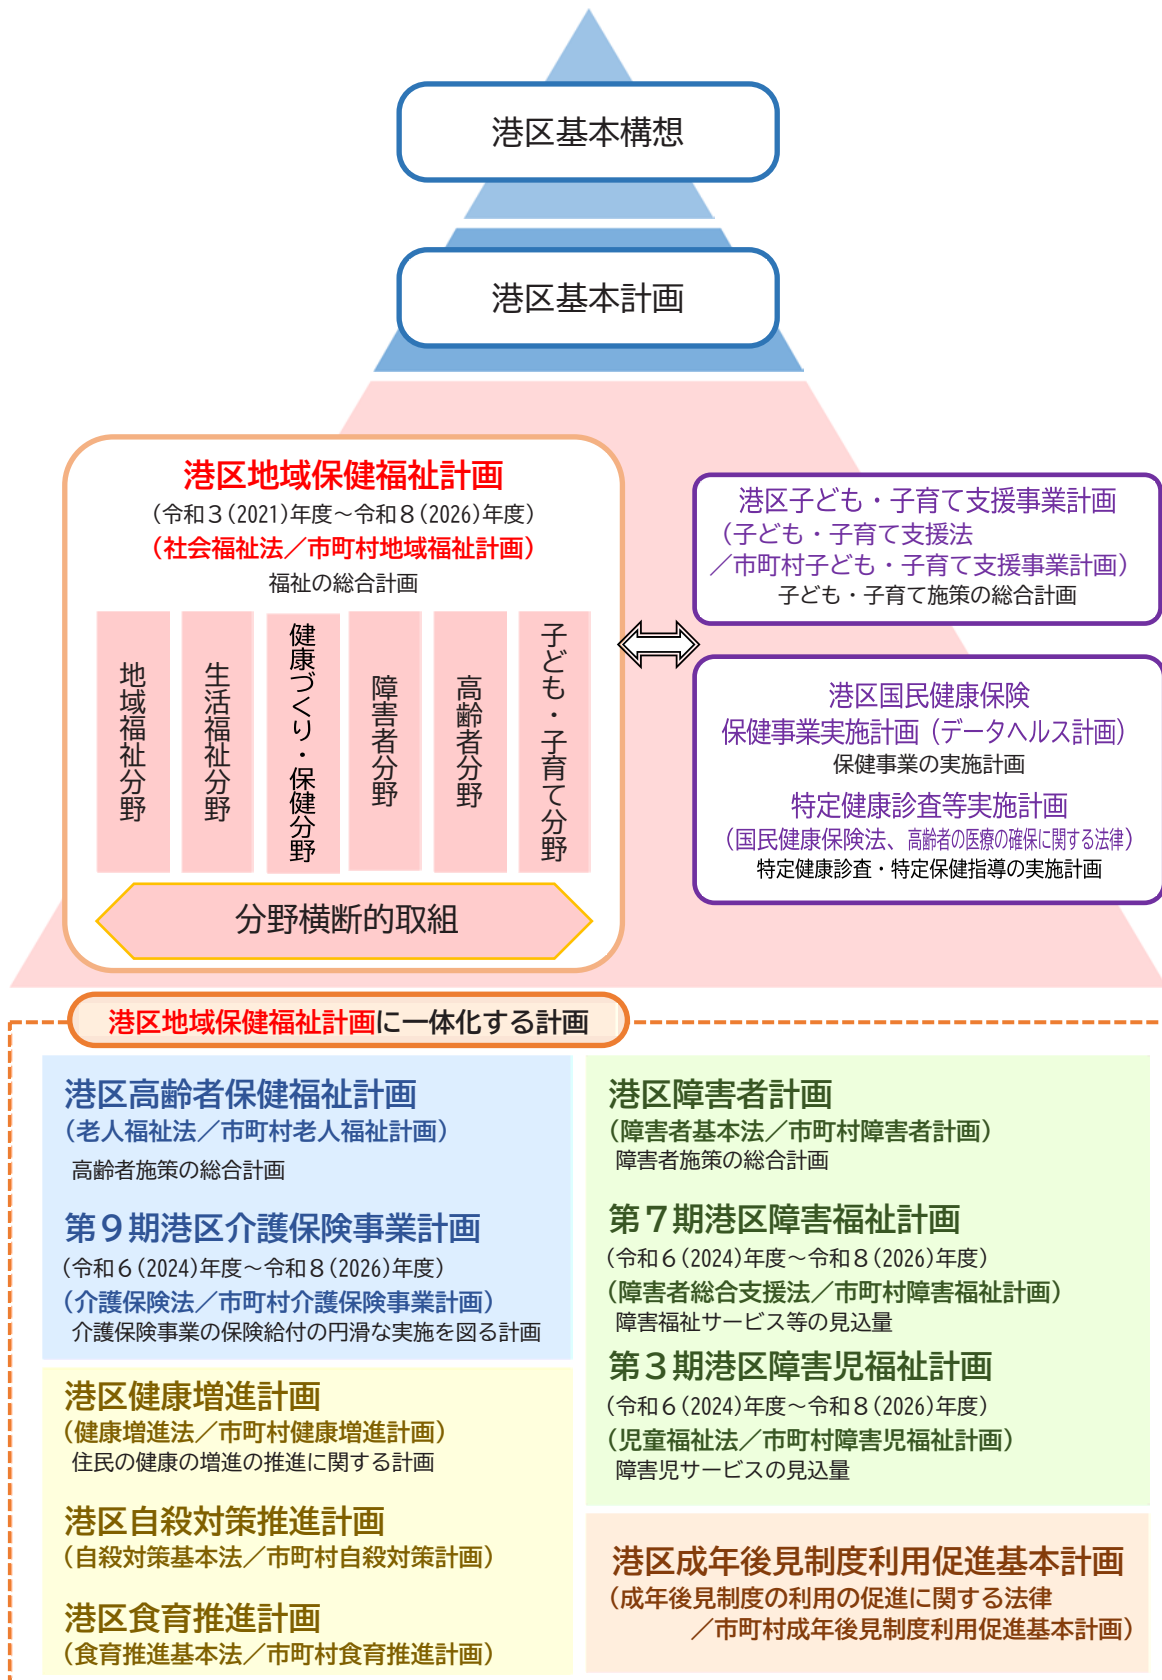 港区基本構想
港区基本計画
港区地域保健福祉計画
（令和３(2021)年度～令和８(2026)年度）
（社会福祉法／市町村地域福祉計画）
福祉の総合計画
地域福祉分野
生活福祉分野
健康づくり・保健分野
障害者分野
高齢者分野
子ども・子育て分野
分野横断的取組
港区子ども・子育て支援事業計画
（子ども・子育て支援法
／市町村子ども・子育て支援事業計画）
子ども・子育て施策の総合計画
港区国民健康保険
保健事業実施計画（データヘルス計画）
保健事業の実施計画
特定健康診査等実施計画
（国民健康保険法、高齢者の医療の確保に関する法律）
特定健康診査・特定保健指導の実施計画
港区地域保健福祉計画に一体化する計画
港区高齢者保健福祉計画
（老人福祉法／市町村老人福祉計画）
高齢者施策の総合計画
第９期港区介護保険事業計画
（令和６(2024)年度～令和８(2026)年度）
（介護保険法／市町村介護保険事業計画）
介護保険事業の保険給付の円滑な実施を図る計画
港区健康増進計画
（健康増進法／市町村健康増進計画）
住民の健康の増進の推進に関する計画
港区自殺対策推進計画
（自殺対策基本法／市町村自殺対策計画）
港区食育推進計画
（食育推進基本法／市町村食育推進計画）
港区障害者計画
（障害者基本法／市町村障害者計画）
障害者施策の総合計画
第７期港区障害福祉計画
（令和６(2024)年度～令和８(2026)年度）
（障害者総合支援法／市町村障害福祉計画）
障害福祉サービス等の見込量
第３期港区障害児福祉計画
（令和６(2024)年度～令和８(2026)年度）
（児童福祉法／市町村障害児福祉計画）
障害児サービスの見込量
港区成年後見制度利用促進基本計画
（成年後見制度の利用の促進に関する法律
／市町村成年後見制度利用促進基本計画）